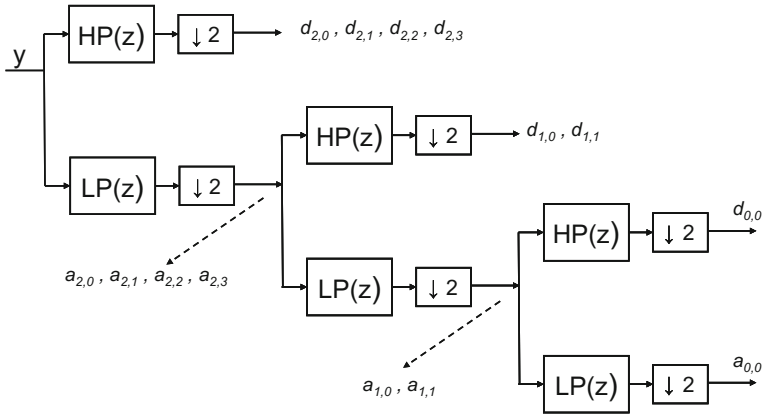 y
HP(z)
↓ 2
d2,0 , d2,1 , d2,2 , d2,3
LP(z)
↓ 2
a2,0 , a2,1 , a2,2 , a2,3
HP(z)
↓ 2
d1,0 , d1,1
LP(z)
↓ 2
a1,0 , a1,1
HP(z)
↓ 2
d0,0
LP(z)
↓ 2
a0,0